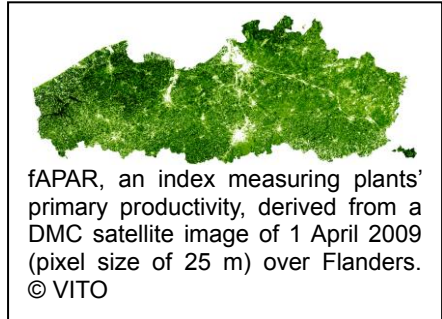 fAPAR, an index measuring plants'
primary productivity, derived from a
DMC satellite image of 1 April 2009
(pixel size of 25 m) over Flanders.
© VITO